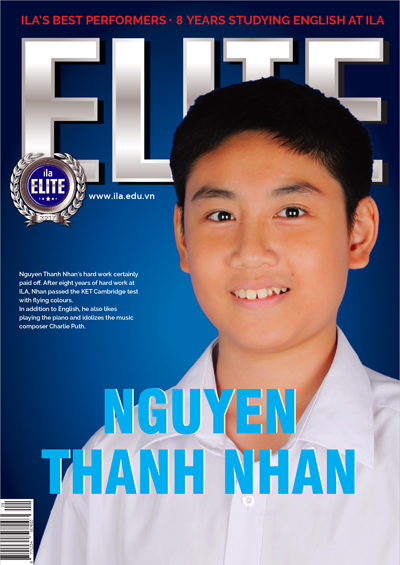 ILA'S BEST PERFORMERS • 8 YEARS STUDYING ENGLISH AT ILA
ELITE
ila
ELITE
2017
www.ila.edu.vn
Nguyen Thanh Nhan's hard work certainly
paid off. After eight years of hard work at
ILA, Nhan passed the KET Cambridge test
with flying colours.
In addition to English, he also likes
playing the piano and idolizes the music
composer Charlie Puth.
NGUYEN
THANH NHAN